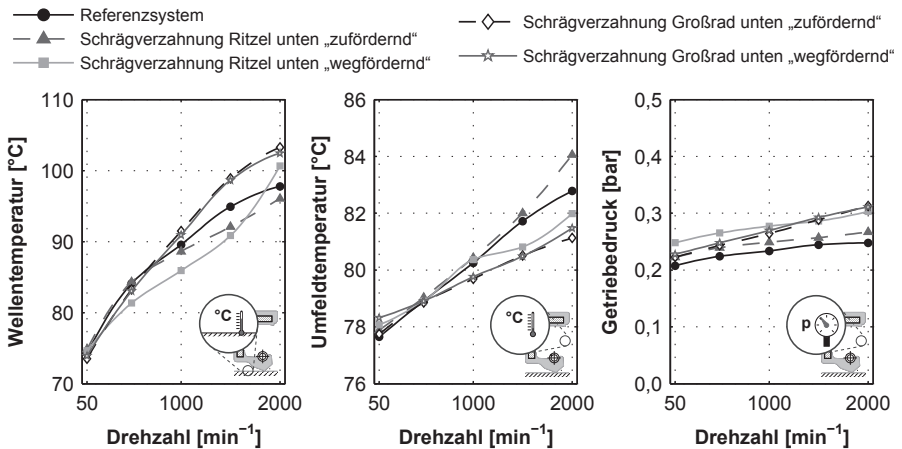 Referenzsystem
Schrägverzahnung Ritzel unten „zufördernd“
Schrägverzahnung Ritzel unten „wegfördernd“
Schrägverzahnung Großrad unten „zufördernd“
Schrägverzahnung Großrad unten „wegfördernd“
Wellentemperatur [°C]
110
100
90
80
70
50
1000
2000
Drehzahl [min⁻¹]
°C
Umfeldtemperatur [°C]
86
84
82
80
78
76
50
1000
2000
Drehzahl [min⁻¹]
°C
Getriebedruck [bar]
0,5
0,4
0,3
0,2
0,1
0,0
50
1000
2000
Drehzahl [min⁻¹]
p